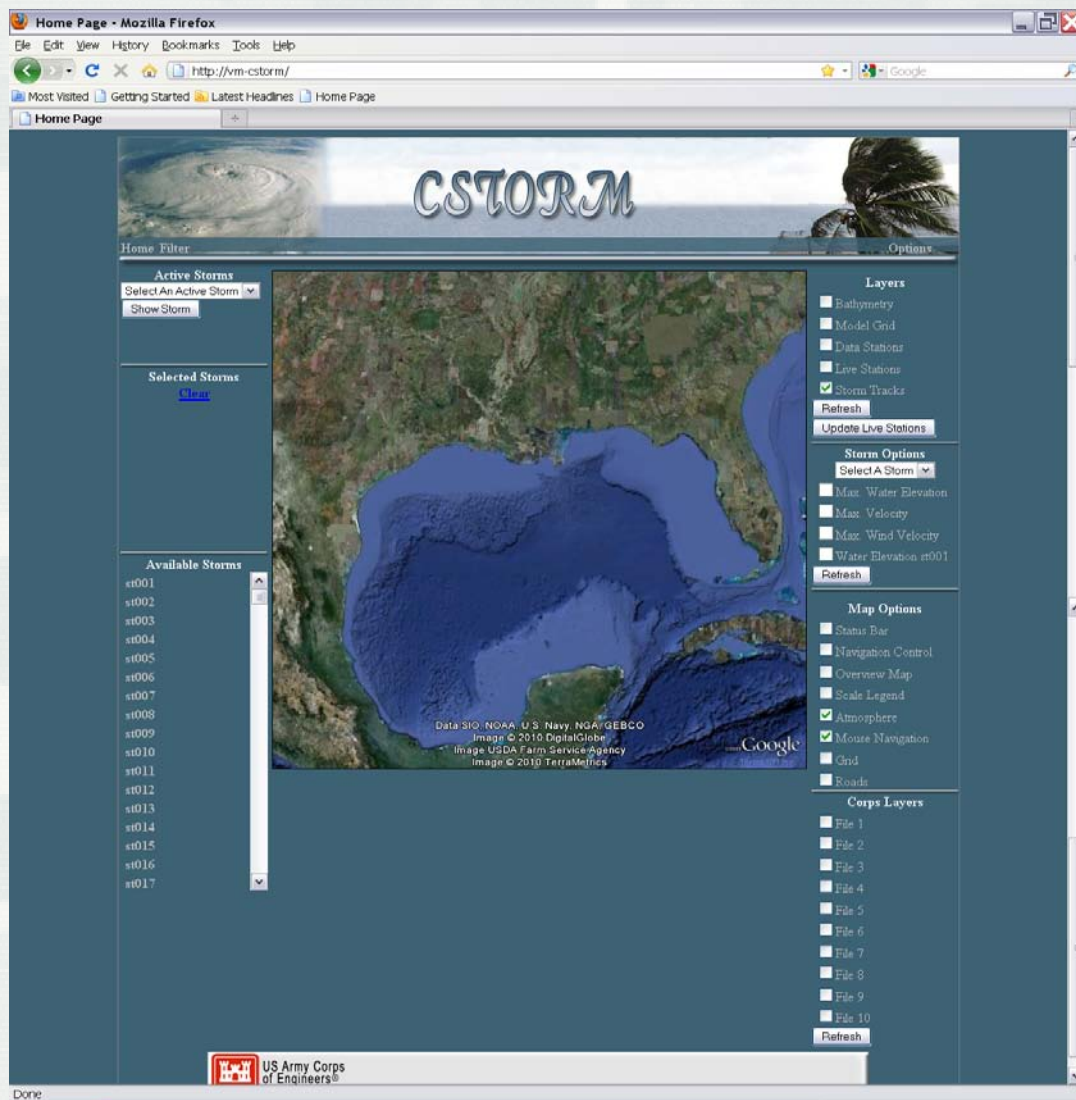 Home Page - Mozilla Firefox
File Edit View History Bookmarks Tools Help
http://vm-cstorm/
Google
Most Visited Getting Started Latest Headlines Home Page
Home Page
CSTORM
Home Filter
Options
Active Storms
Select An Active Storm
Show Storm
Selected Storms
Clear
Available Storms
st001
st002
st003
st004
st005
st006
st007
st008
st009
st010
st011
st012
st013
st014
st015
st016
st017
Data SIO, NOAA, U.S. Navy, NGA, GEBCO
Image © 2010 DigitalGlobe
Image USDA Farm Service Agency
Image © 2010 TerraMetrics
Google
Layers
Bathymetry
Model Grid
Data Stations
Live Stations
Storm Tracks
Refresh
Update Live Stations
Storm Options
Select A Storm
Max. Water Elevation
Max. Velocity
Max. Wind Velocity
Water Elevation st001
Refresh
Map Options
Status Bar
Navigation Control
Overview Map
Scale Legend
Atmosphere
Mouse Navigation
Grid
Roads
Corps Layers
File 1
File 2
File 3
File 4
File 5
File 6
File 7
File 8
File 9
File 10
Refresh
US Army Corps
of Engineers®
Done